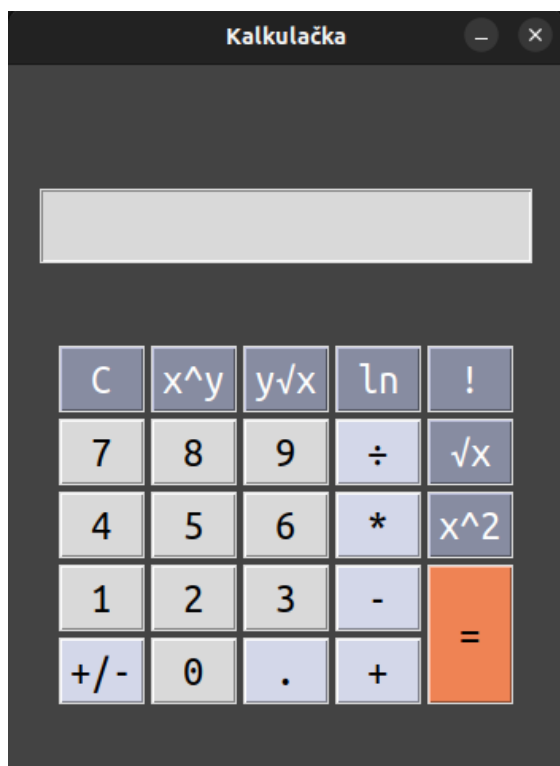 Kalkulačka
C x^y y√x ln !
7 8 9 ÷ √x
4 5 6 * x^2
1 2 3 -
=
+/- 0 . +